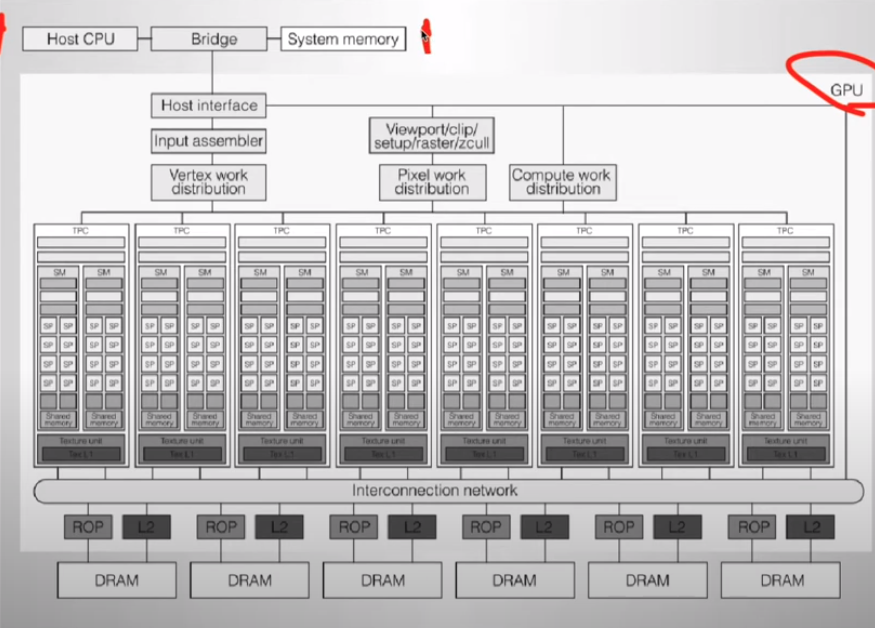 Host CPU
Bridge
System memory
GPU
Host interface
Input assembler
Viewport/clip/
setup/raster/zcull
Vertex work
distribution
Pixel work
distribution
Compute work
distribution
TPC TPC TPC TPC TPC TPC TPC TPC
SM SM SM SM SM SM SM SM SM SM SM SM SM SM SM SM
SP SP SP SP SP SP SP SP SP SP SP SP SP SP SP SP SP SP SP SP SP SP SP SP SP SP SP SP SP SP SP SP
SP SP SP SP SP SP SP SP SP SP SP SP SP SP SP SP SP SP SP SP SP SP SP SP SP SP SP SP SP SP SP SP
SP SP SP SP SP SP SP SP SP SP SP SP SP SP SP SP SP SP SP SP SP SP SP SP SP SP SP SP SP SP SP SP
SP SP SP SP SP SP SP SP SP SP SP SP SP SP SP SP SP SP SP SP SP SP SP SP SP SP SP SP SP SP SP SP
Shared Shared Shared Shared Shared Shared Shared Shared Shared Shared Shared Shared Shared Shared Shared Shared
memory memory memory memory memory memory memory memory memory memory memory memory memory memory memory memory
Texture unit Texture unit Texture unit Texture unit Texture unit Texture unit Texture unit Texture unit
Tex L1 Tex L1 Tex L1 Tex L1 Tex L1 Tex L1 Tex L1 Tex L1
Interconnection network
ROP L2 ROP L2 ROP L2 ROP L2 ROP L2 ROP L2
DRAM DRAM DRAM DRAM DRAM DRAM